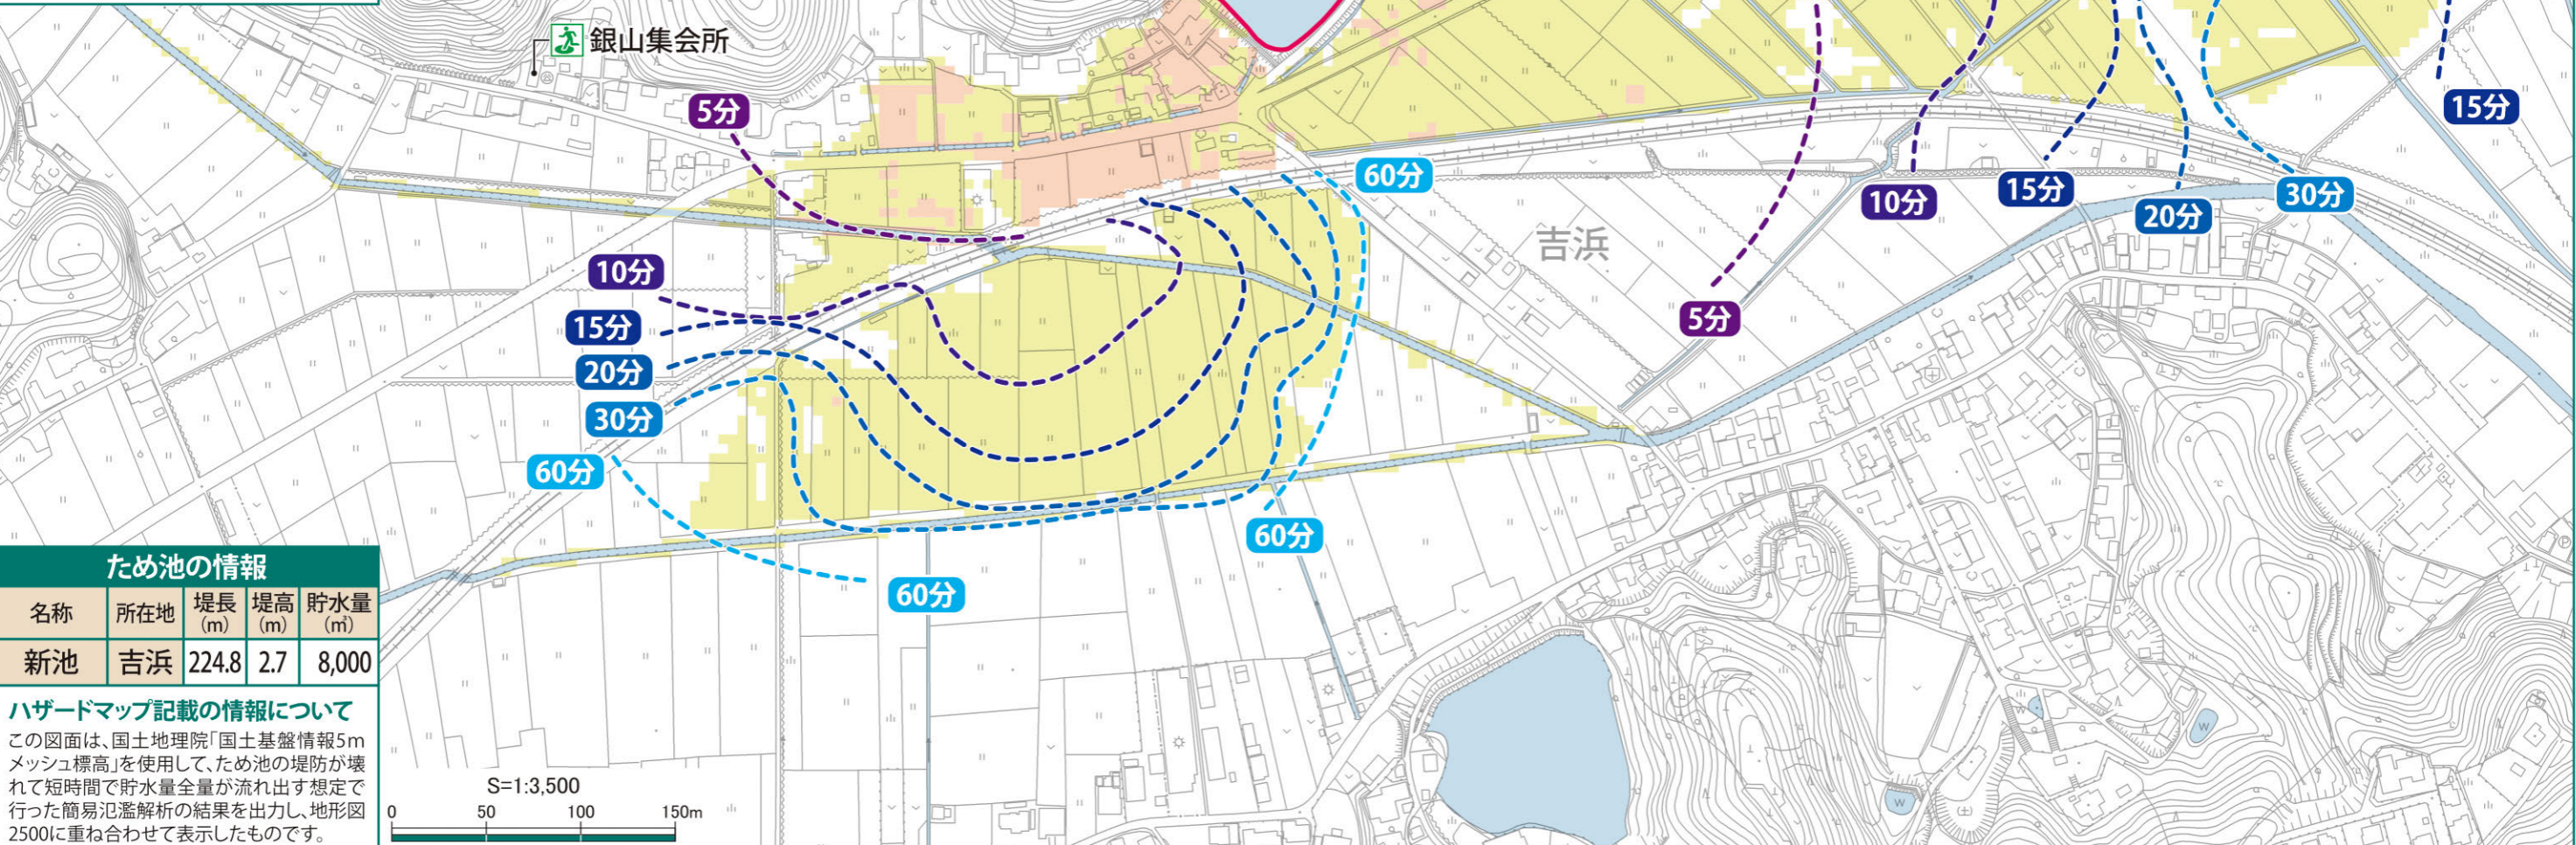 銀山集会所
5分
60分
15分
10分
15分
20分
30分
吉浜
10分
5分
15分
20分
30分
60分
60分
60分
ため池の情報
名称 所在地 堤長(m) 堤高(m) 貯水量(㎥)
新池 吉浜 224.8 2.7 8,000
ハザードマップ記載の情報について
この図面は、国土地理院「国土基盤情報5m
メッシュ標高」を使用して、ため池の堤防が壊
れて短時間で貯水量全量が流れ出す想定で
行った簡易氾濫解析の結果を出力し、地形図
2500に重ね合わせて表示したものです。
S=1:3,500
0 50 100 150m
W
W
W
W